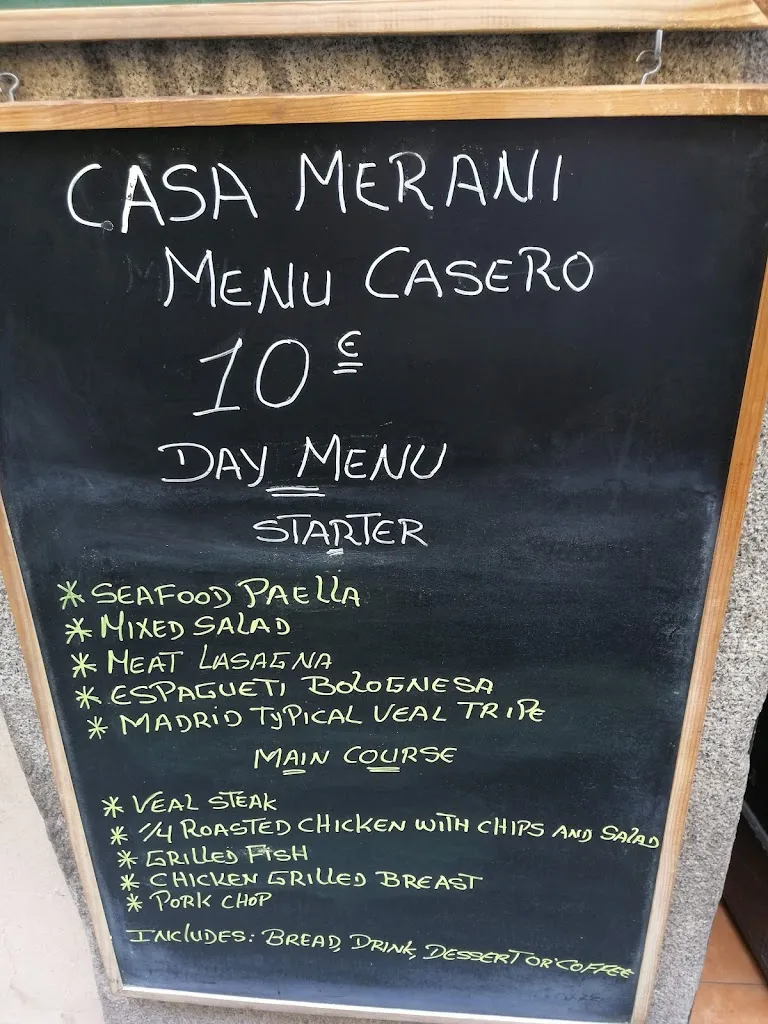 CASA MERANI
MENU CASERO
10€
DAY MENU
STARTER
* SEAFOOD PAELLA
* MIXED SALAD
* MEAT LASAGNA
* ESPAGUETI BOLOGNESA
* MADRID TYPICAL VEAL TRIPE
MAIN COURSE
* VEAL STEAK
* 1/4 ROASTED CHICKEN WITH CHIPS AND SALAD
* GRILLED FISH
* CHICKEN GRILLED BREAST
* PORK CHOP
INCLUDES: BREAD, DRINK, DESSERT OR COFFEE